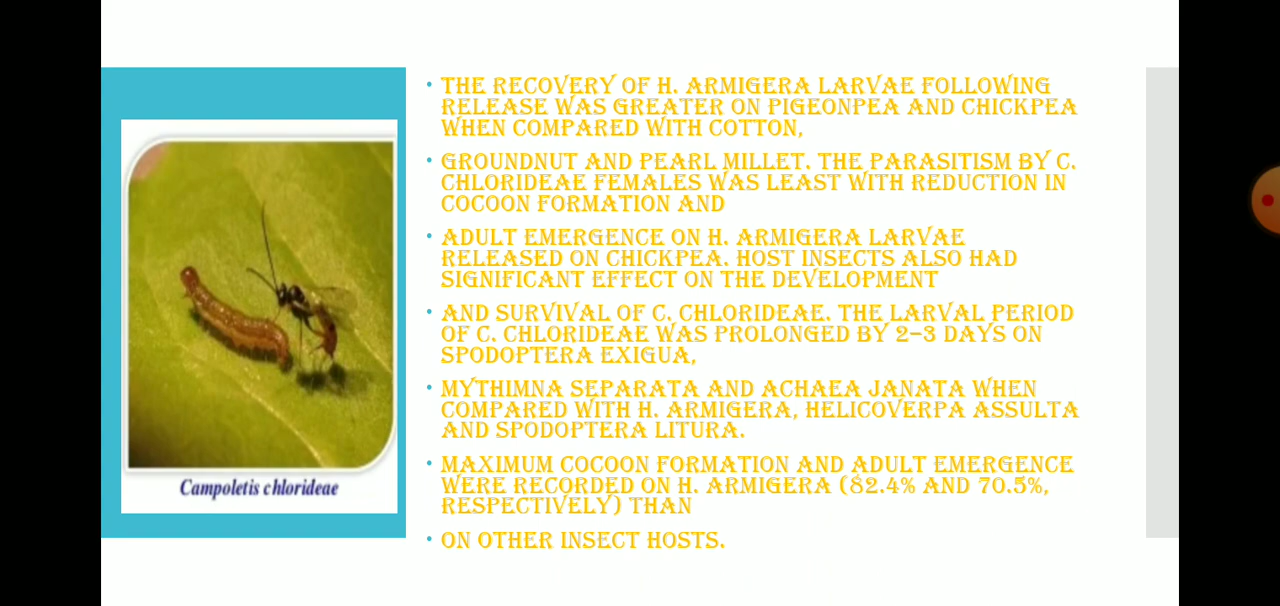 • THE RECOVERY OF H. ARMIGERA LARVAE FOLLOWING
RELEASE WAS GREATER ON PIGEONPEA AND CHICKPEA
WHEN COMPARED WITH COTTON,
• GROUNDNUT AND PEARL MILLET. THE PARASITISM BY C.
CHLORIDEAE FEMALES WAS LEAST WITH REDUCTION IN
COCOON FORMATION AND
• ADULT EMERGENCE ON H. ARMIGERA LARVAE
RELEASED ON CHICKPEA. HOST INSECTS ALSO HAD
SIGNIFICANT EFFECT ON THE DEVELOPMENT
• AND SURVIVAL OF C. CHLORIDEAE. THE LARVAL PERIOD
OF C. CHLORIDEAE WAS PROLONGED BY 2–3 DAYS ON
SPODOPTERA EXIGUA,
• MYTHIMNA SEPARATA AND ACHAEA JANATA WHEN
COMPARED WITH H. ARMIGERA, HELICOVERPA ASSULTA
AND SPODOPTERA LITURA.
• MAXIMUM COCOON FORMATION AND ADULT EMERGENCE
WERE RECORDED ON H. ARMIGERA (82.4% AND 70.5%,
RESPECTIVELY) THAN
• ON OTHER INSECT HOSTS.
Campoletis chlorideae